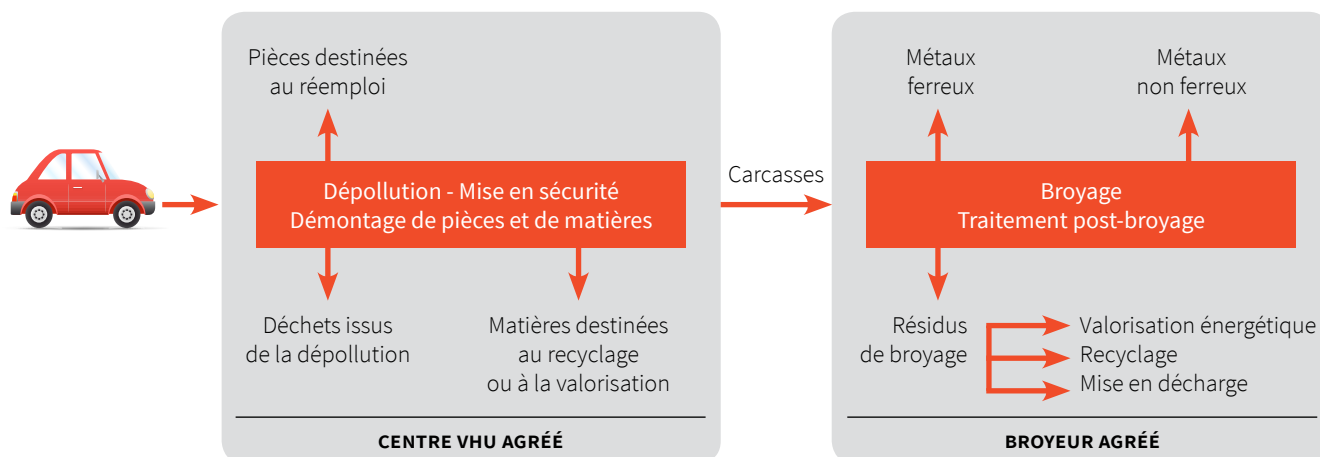 Pièces destinées
au réemploi
Dépollution - Mise en sécurité
Démontage de pièces et de matières
Déchets issus
de la dépollution
Matières destinées
au recyclage
ou à la valorisation
CENTRE VHU AGRÉÉ
Carcasses
Métaux
ferreux
Métaux
non ferreux
Broyage
Traitement post-broyage
Résidus
de broyage
Valorisation énergétique
Recyclage
Mise en décharge
BROYEUR AGRÉÉ